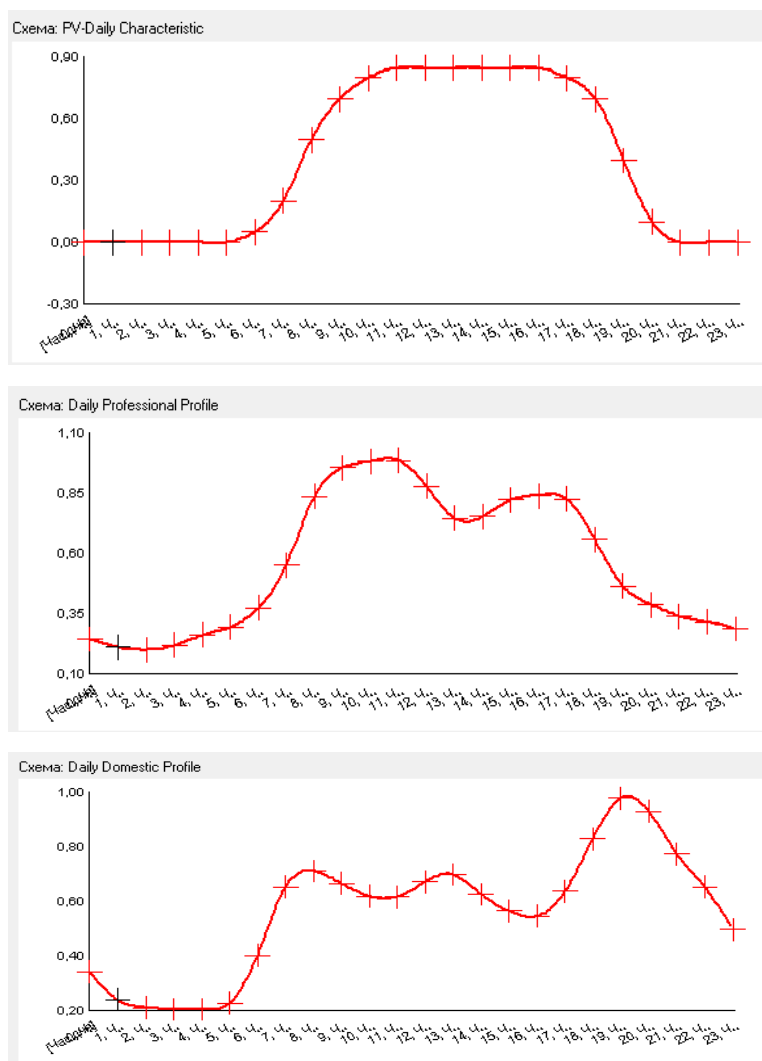 Схема: PV-Daily Characteristic
0,90
0,60
0,30
0,00
-0,30
1, Ч... 2, Ч... 3, Ч... 4, Ч... 5, Ч... 6, Ч... 7, Ч... 8, Ч... 9, Ч... 10, Ч... 11, Ч... 12, Ч... 13, Ч... 14, Ч... 15, Ч... 16, Ч... 17, Ч... 18, Ч... 19, Ч... 20, Ч... 21, Ч... 22, Ч... 23, Ч...
Схема: Daily Professional Profile
1,10
0,85
0,60
0,35
0,10
1, Ч... 2, Ч... 3, Ч... 4, Ч... 5, Ч... 6, Ч... 7, Ч... 8, Ч... 9, Ч... 10, Ч... 11, Ч... 12, Ч... 13, Ч... 14, Ч... 15, Ч... 16, Ч... 17, Ч... 18, Ч... 19, Ч... 20, Ч... 21, Ч... 22, Ч... 23, Ч...
Схема: Daily Domestic Profile
1,00
0,80
0,60
0,40
0,20
1, Ч... 2, Ч... 3, Ч... 4, Ч... 5, Ч... 6, Ч... 7, Ч... 8, Ч... 9, Ч... 10, Ч... 11, Ч... 12, Ч... 13, Ч... 14, Ч... 15, Ч... 16, Ч... 17, Ч... 18, Ч... 19, Ч... 20, Ч... 21, Ч... 22, Ч... 23, Ч...